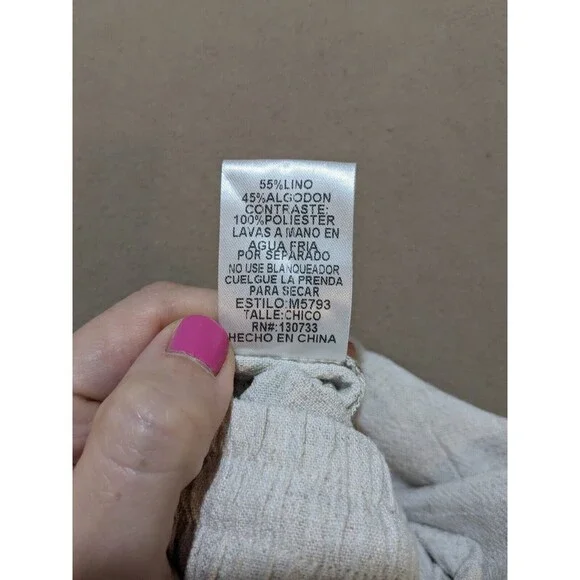 55%LINO
45%ALGODON
CONTRASTE:
100%POLIESTER
LAVAS A MANO EN
AGUA FRIA
POR SEPARADO
NO USE BLANQUEADOR
CUELGUE LA PRENDA
PARA SECAR
ESTILO:M5793
TALLE:CHICO
RN#:130733
HECHO EN CHINA